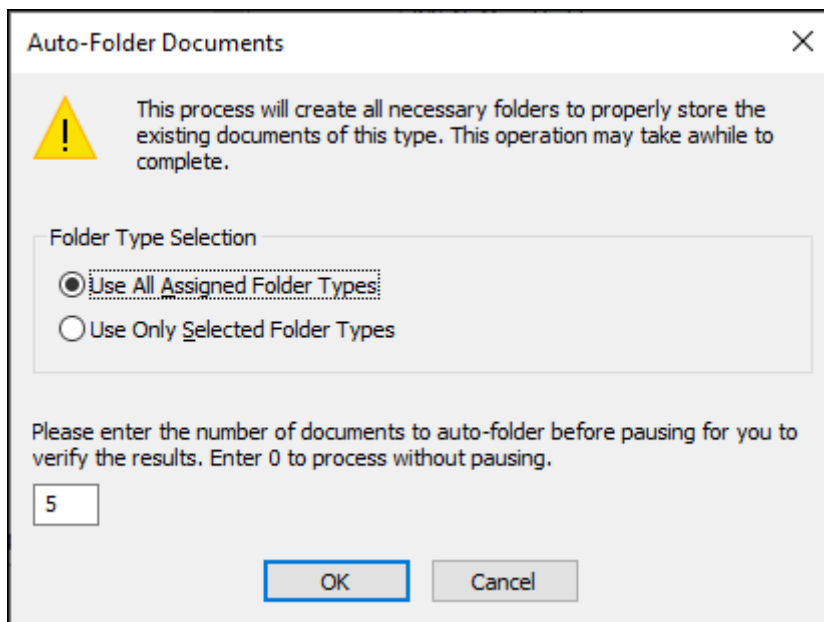 Auto-Folder Documents
This process will create all necessary folders to properly store the
existing documents of this type. This operation may take awhile to
complete.
Folder Type Selection
Use All Assigned Folder Types
Use Only Selected Folder Types
Please enter the number of documents to auto-folder before pausing for you to
verify the results. Enter 0 to process without pausing.
5
OK
Cancel